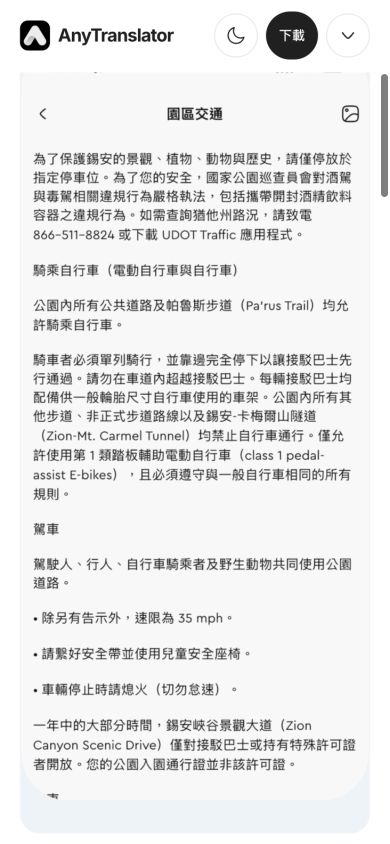 AnyTranslator
下載
園區交通
為了保護錫安的景觀、植物、動物與歷史，請僅停放於
指定停車位。為了您的安全，國家公園巡查員會對酒駕
與毒駕相關違規行為嚴格執法，包括攜帶開封酒精飲料
容器之違規行為。如需查詢猶他州路況，請致電
866-511-8824 或下載 UDOT Traffic 應用程式。
騎乘自行車（電動自行車與自行車）
公園內所有公共道路及帕魯斯步道（Pa'rus Trail）均允
許騎乘自行車。
騎車者必須單列騎行，並靠邊完全停下以讓接駁巴士先
行通過。請勿在車道內超越接駁巴士。每輛接駁巴士均
配備供一般輪胎尺寸自行車使用的車架。公園內所有其
他步道、非正式步道路線以及錫安-卡梅爾山隧道
（Zion-Mt. Carmel Tunnel）均禁止自行車通行。僅允
許使用第 1 類踏板輔助電動自行車（class 1 pedal-
assist E-bikes），且必須遵守與一般自行車相同的所有
規則。
駕車
駕駛人、行人、自行車騎乘者及野生動物共同使用公園
道路。
• 除另有告示外，速限為 35 mph。
• 請繫好安全帶並使用兒童安全座椅。
• 車輛停止時請熄火（切勿怠速）。
一年中的大部分時間，錫安峽谷景觀大道（Zion
Canyon Scenic Drive）僅對接駁巴士或持有特殊許可證
者開放。您的公園入園通行證並非該許可證。